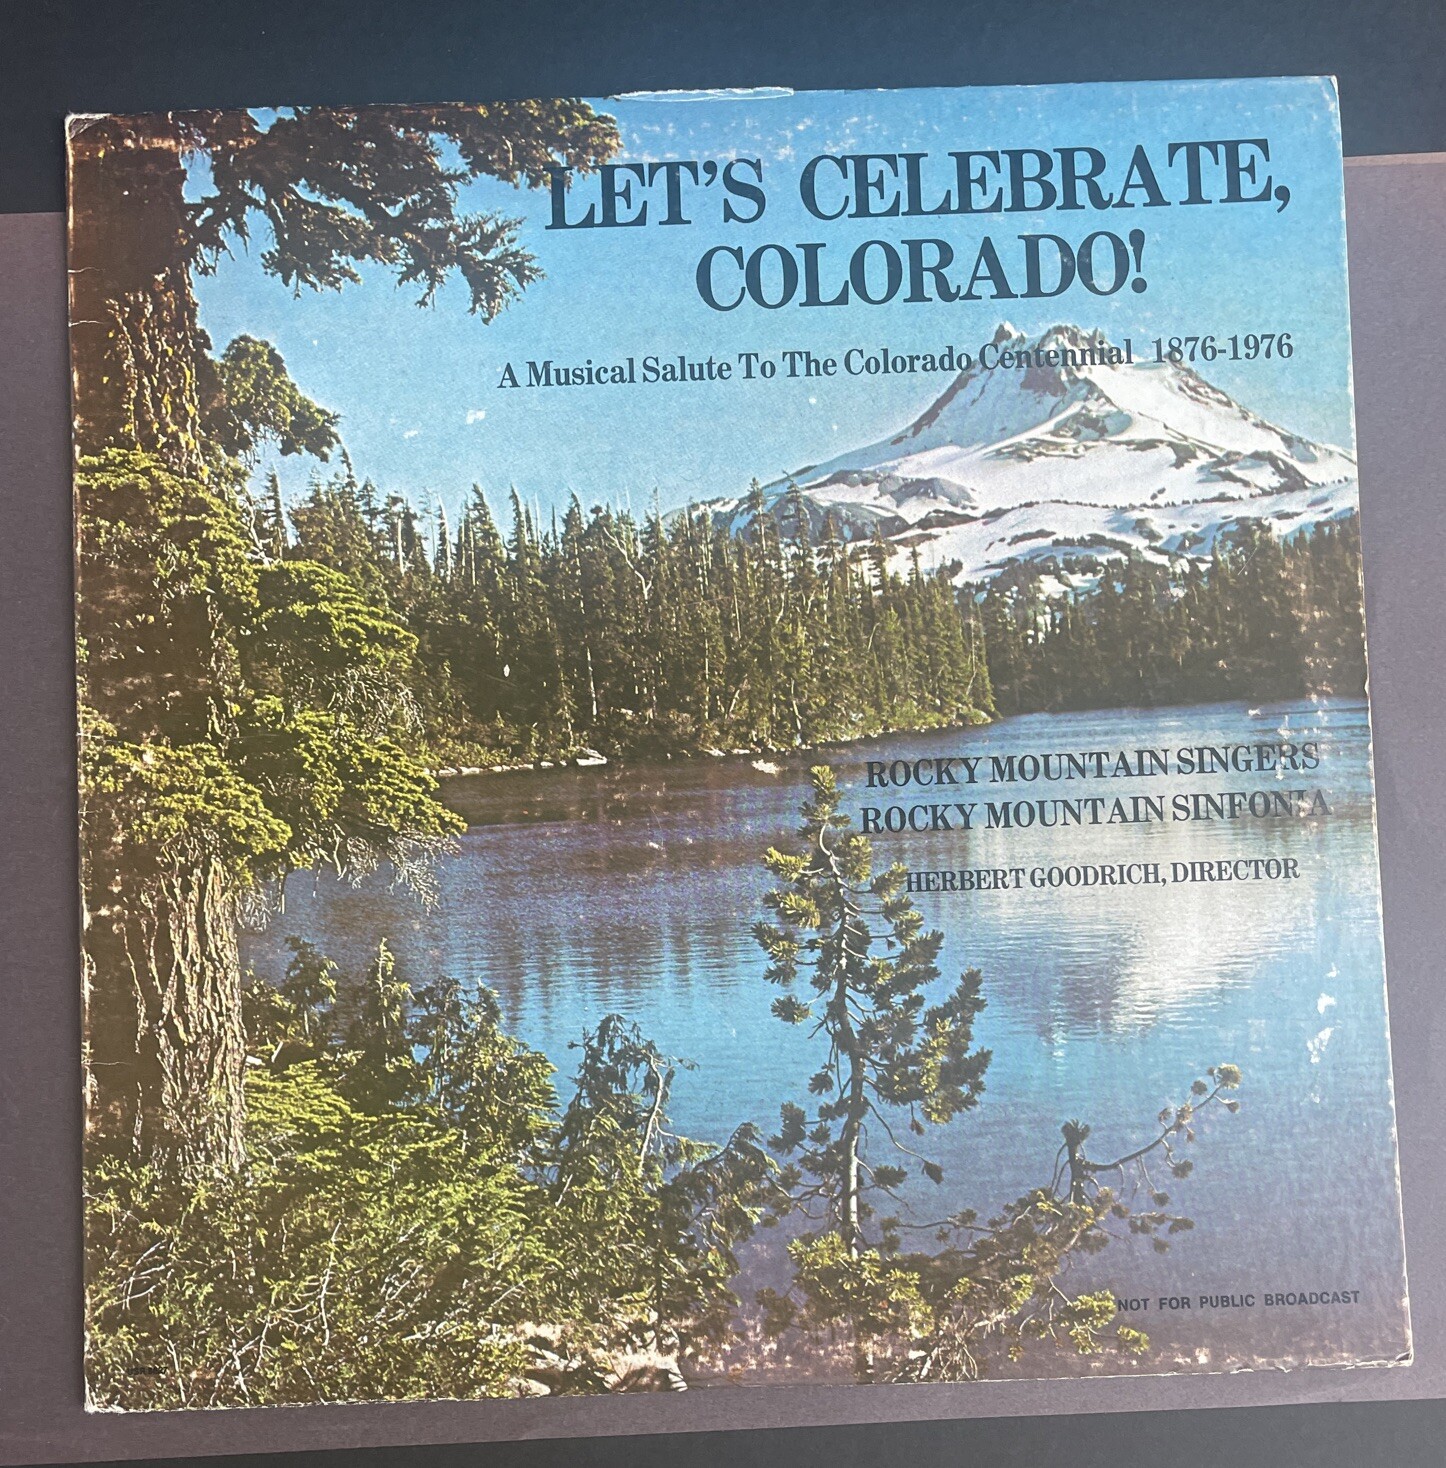 LET'S CELEBRATE,
COLORADO!
A Musical Salute To The Colorado Centennial 1876-1976
ROCKY MOUNTAIN SINGERS
ROCKY MOUNTAIN SINFONIA
HERBERT GOODRICH, DIRECTOR
NOT FOR PUBLIC BROADCAST